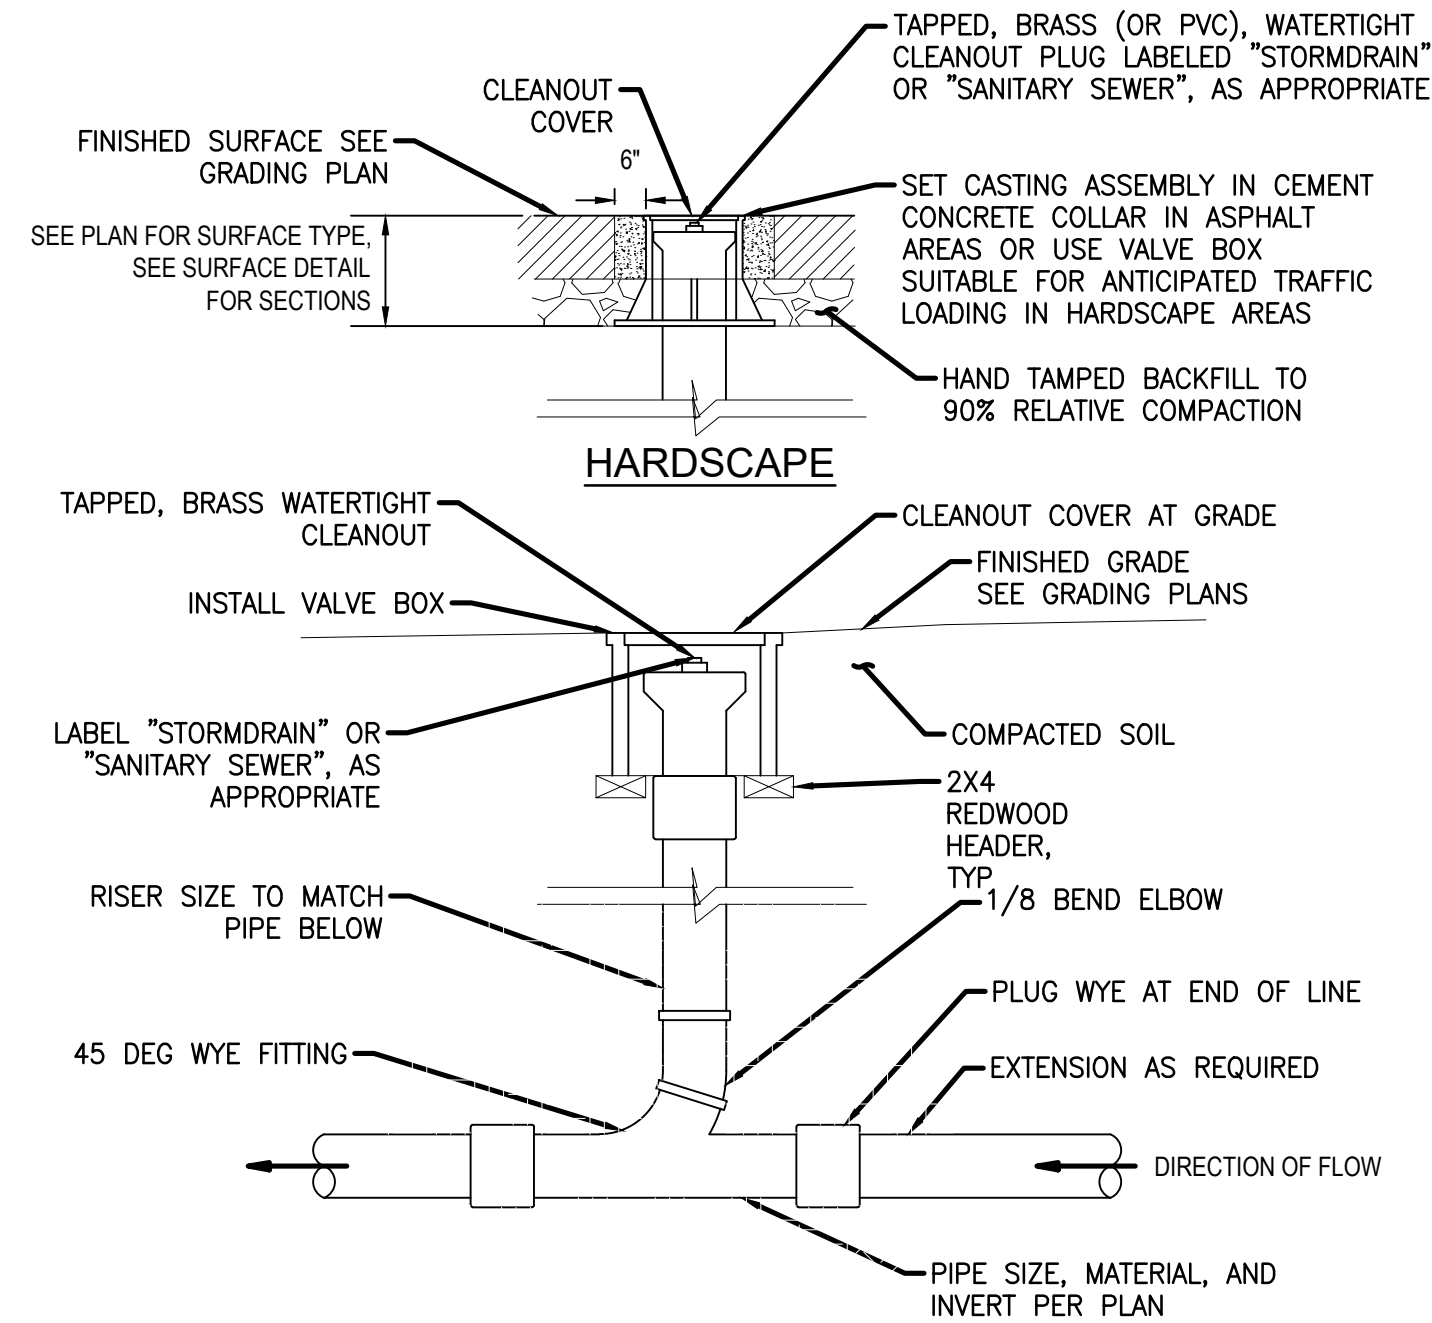 TAPPED, BRASS (OR PVC), WATERTIGHT
CLEANOUT PLUG LABELED "STORMDRAIN"
OR "SANITARY SEWER", AS APPROPRIATE
CLEANOUT
COVER
FINISHED SURFACE SEE
GRADING PLAN
6"
SET CASTING ASSEMBLY IN CEMENT
CONCRETE COLLAR IN ASPHALT
AREAS OR USE VALVE BOX
SUITABLE FOR ANTICIPATED TRAFFIC
LOADING IN HARDSCAPE AREAS
SEE PLAN FOR SURFACE TYPE,
SEE SURFACE DETAIL
FOR SECTIONS
HAND TAMPED BACKFILL TO
90% RELATIVE COMPACTION
HARDSCAPE
TAPPED, BRASS WATERTIGHT
CLEANOUT
CLEANOUT COVER AT GRADE
FINISHED GRADE
SEE GRADING PLANS
INSTALL VALVE BOX
LABEL "STORMDRAIN" OR
"SANITARY SEWER", AS
APPROPRIATE
COMPACTED SOIL
2X4
REDWOOD
HEADER,
TYP
RISER SIZE TO MATCH
PIPE BELOW
1/8 BEND ELBOW
PLUG WYE AT END OF LINE
45 DEG WYE FITTING
EXTENSION AS REQUIRED
DIRECTION OF FLOW
PIPE SIZE, MATERIAL, AND
INVERT PER PLAN